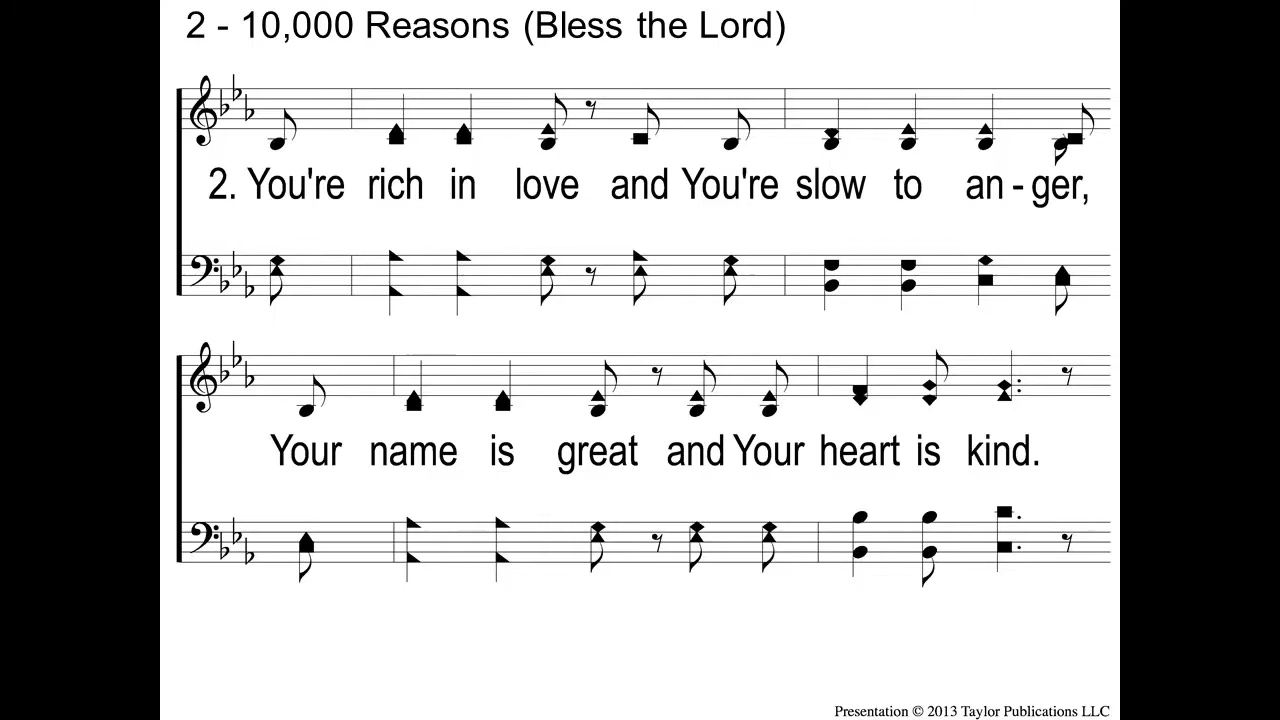 2 - 10,000 Reasons (Bless the Lord)
2. You're rich in love and You're slow to an - ger,
Your name is great and Your heart is kind.
Presentation © 2013 Taylor Publications LLC